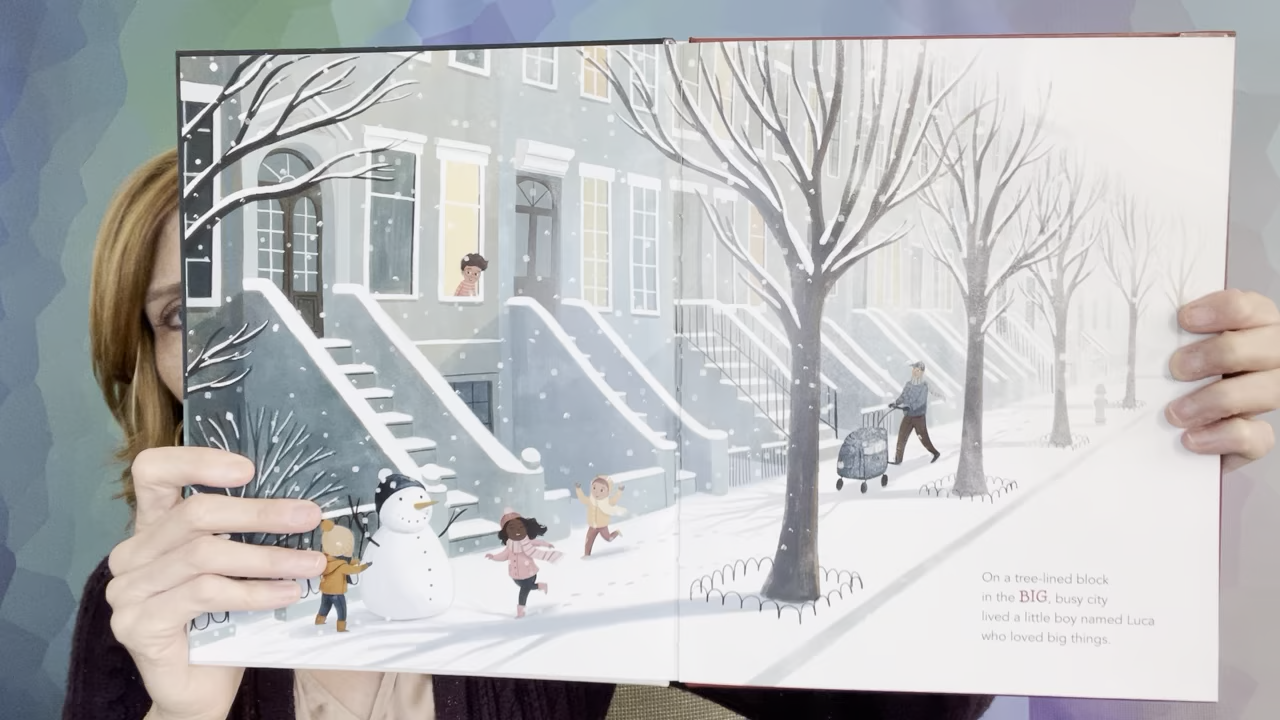 On a tree-lined block
in the BIG, busy city
lived a little boy named Luca
who loved big things.